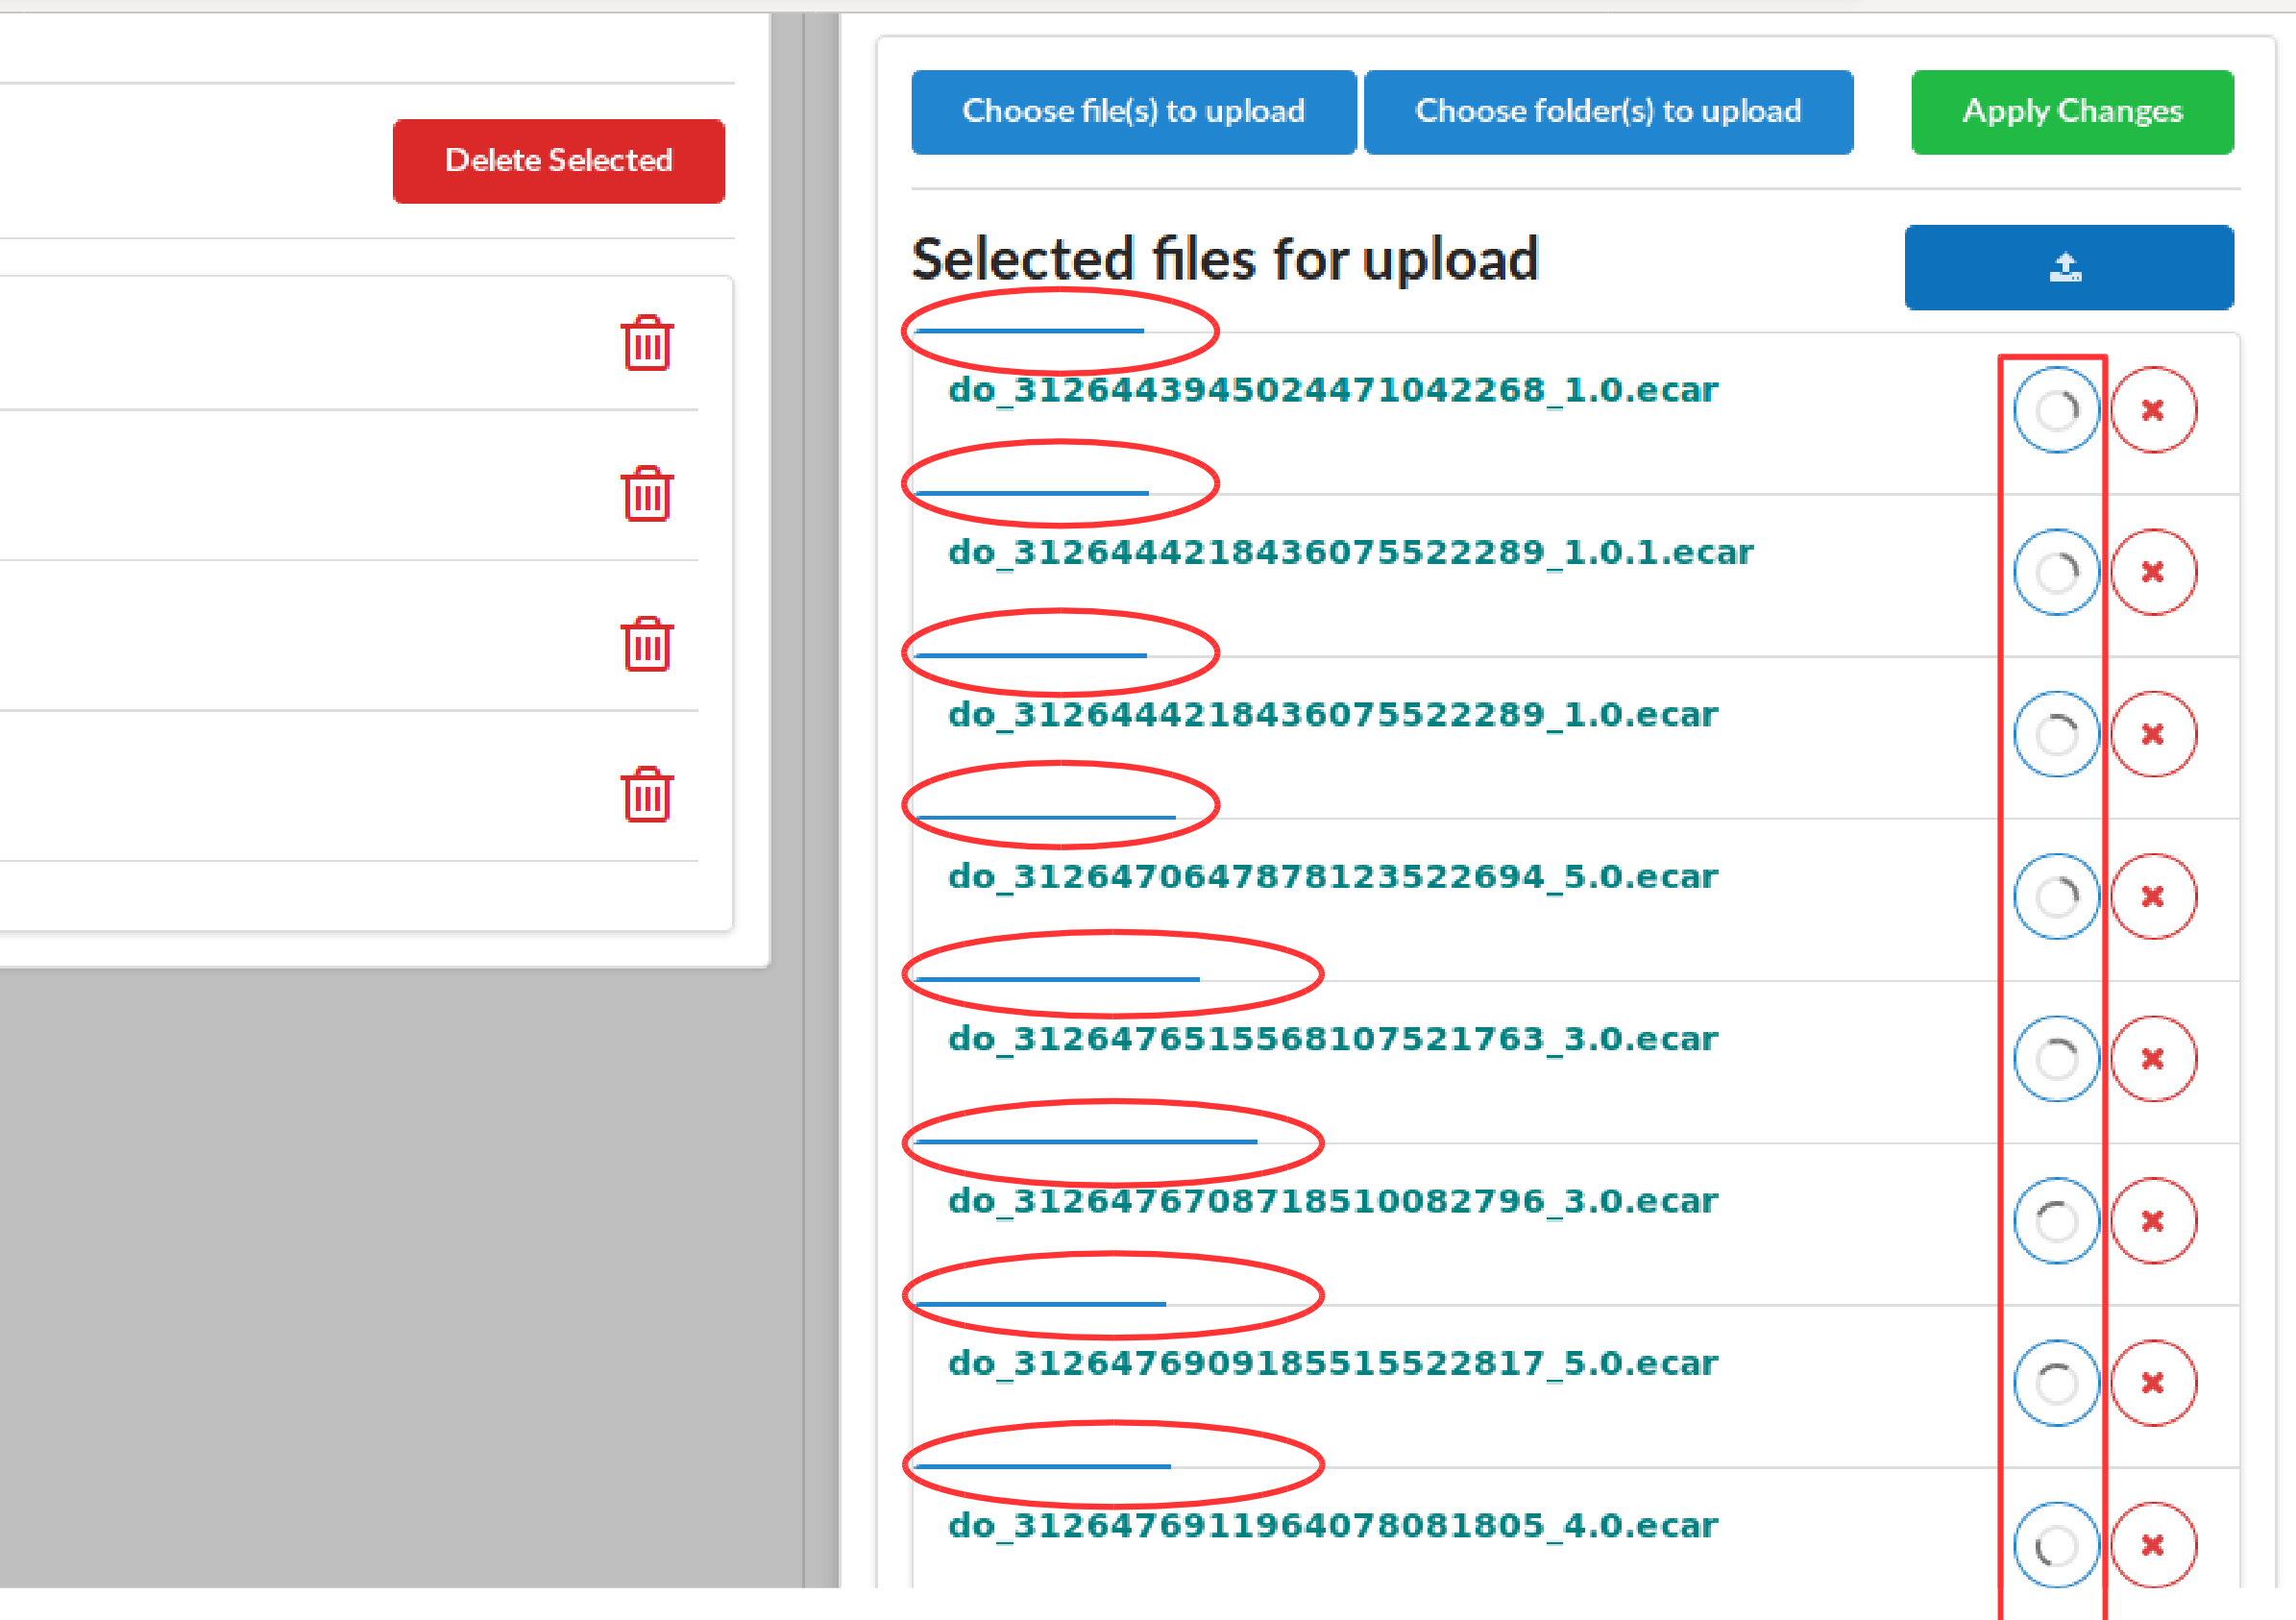 Choose file(s) to upload
Choose folder(s) to upload
Apply Changes
Delete Selected
Selected files for upload
do_3126443945024471042268_1.0.ecar
do_3126444218436075522289_1.0.1.ecar
do_3126444218436075522289_1.0.ecar
do_3126470647878123522694_5.0.ecar
do_3126476515568107521763_3.0.ecar
do_3126476708718510082796_3.0.ecar
do_3126476909185515522817_5.0.ecar
do_3126476911964078081805_4.0.ecar